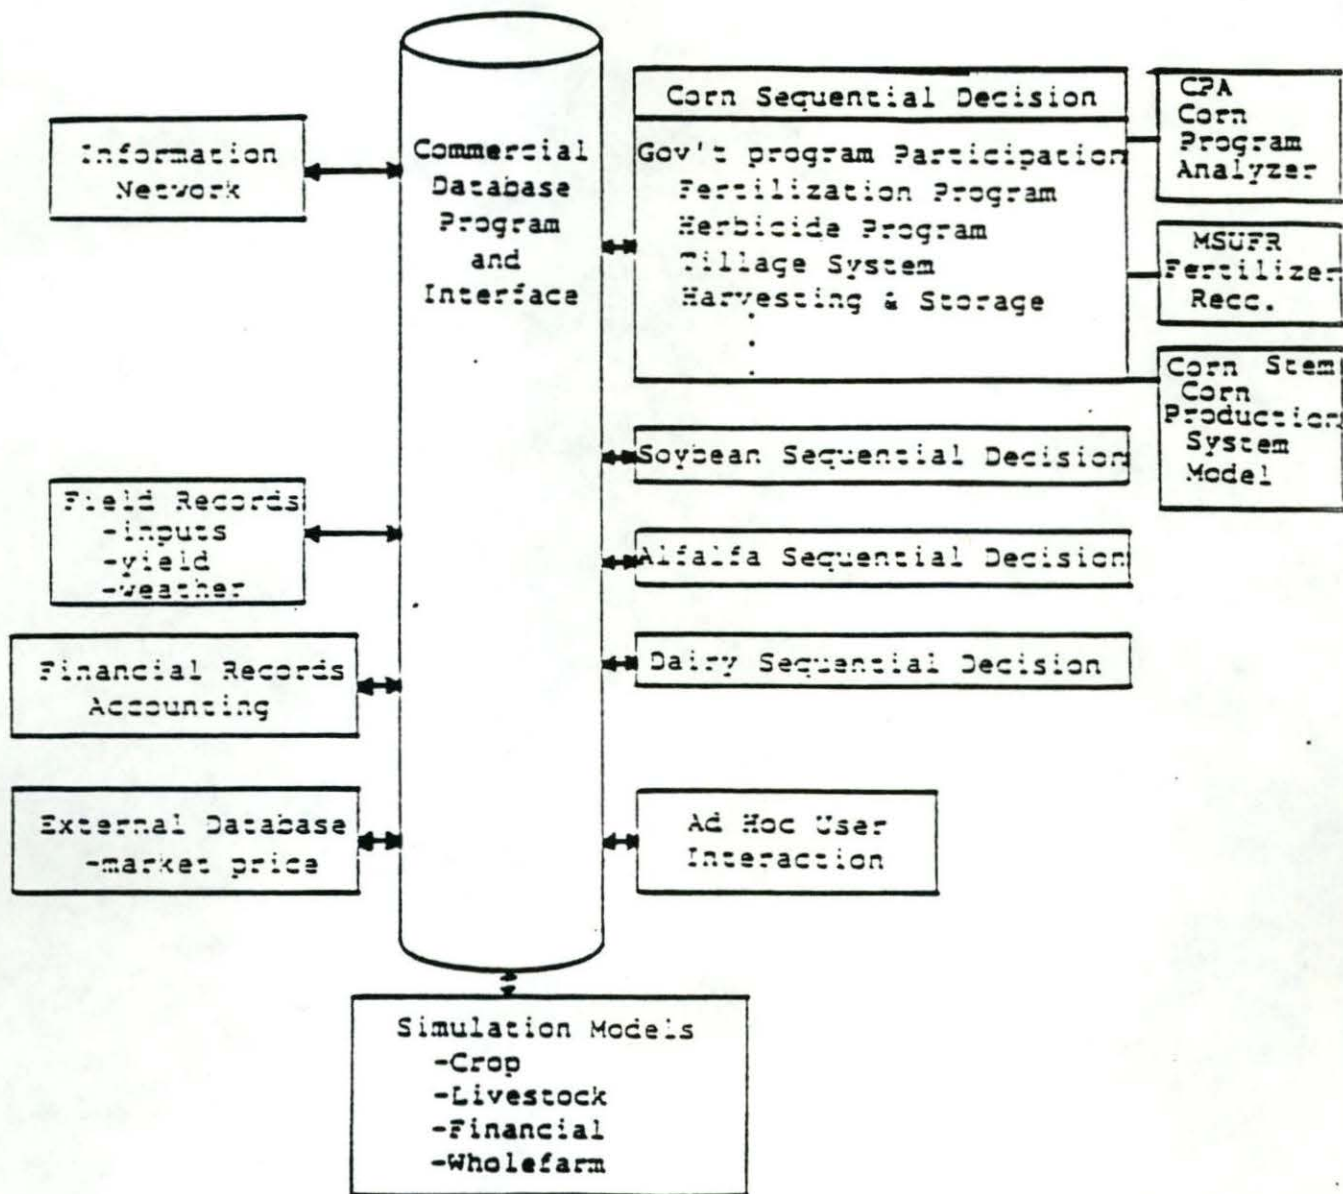 Information
Network
Field Records
-inputs
-yield
-weather
Financial Records
Accounting
External Database
-market price
Commercial
Database
Program
and
Interface
Corn Sequential Decision
Gov't program Participation
Fertilization Program
Herbicide Program
Tillage System
Harvesting & Storage
.
.
.
Soybean Sequential Decision
Alfalfa Sequential Decision
Dairy Sequential Decision
Ad Hoc User
Interaction
CPA
Corn
Program
Analyzer
MSUFR
Fertilizer
Recc.
Corn Stem
Corn
Production
System
Model
Simulation Models
-Crop
-Livestock
-Financial
-Wholefarm